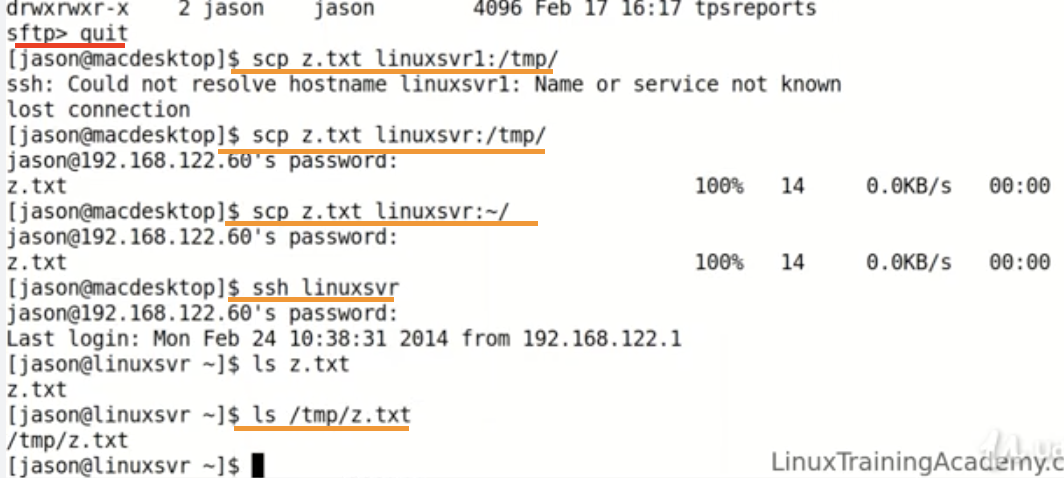 drwxrwxr-x    2 jason    jason        4096 Feb 17 16:17 tpsreports
sftp> quit
[jason@macdesktop]$ scp z.txt linuxsvr1:/tmp/
ssh: Could not resolve hostname linuxsvr1: Name or service not known
lost connection
[jason@macdesktop]$ scp z.txt linuxsvr:/tmp/
jason@192.168.122.60's password:
z.txt                                                    100%   14     0.0KB/s   00:00
[jason@macdesktop]$ scp z.txt linuxsvr:~/
jason@192.168.122.60's password:
z.txt                                                    100%   14     0.0KB/s   00:00
[jason@macdesktop]$ ssh linuxsvr
jason@192.168.122.60's password:
Last login: Mon Feb 24 10:38:31 2014 from 192.168.122.1
[jason@linuxsvr ~]$ ls z.txt
z.txt
[jason@linuxsvr ~]$ ls /tmp/z.txt
/tmp/z.txt
[jason@linuxsvr ~]$
LinuxTrainingAcademy.c